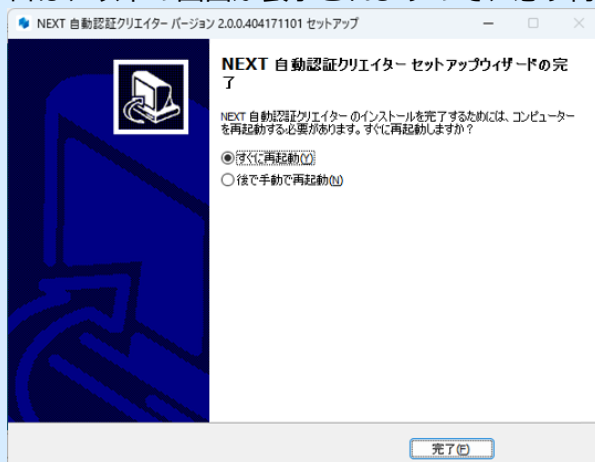 NEXT 自動認証クリエイター バージョン 2.0.0.404171101 セットアップ
NEXT 自動認証クリエイター セットアップウィザードの完
了
NEXT 自動認証クリエイター のインストールを完了するためには、コンピューター
を再起動する必要があります。すぐに再起動しますか？
すぐに再起動(Y)
後で手動で再起動(N)
完了(F)